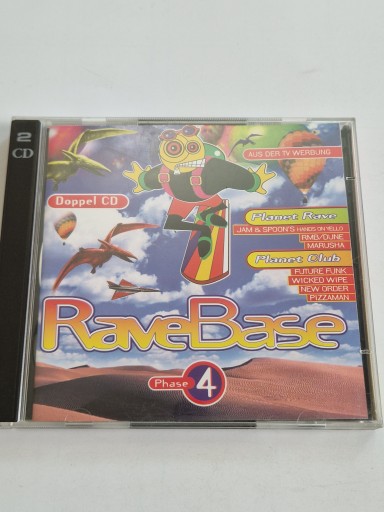 2
CD
AUS DER TV WERBUNG
Doppel CD
Planet Rave
JAM & SPOON'S HANDS ON YELLO
RMB/DUNE
MARUSHA
Planet Club
FUTURE FUNK
WICKED WIPE
NEW ORDER
PIZZAMAN
RaveBase
Phase 4